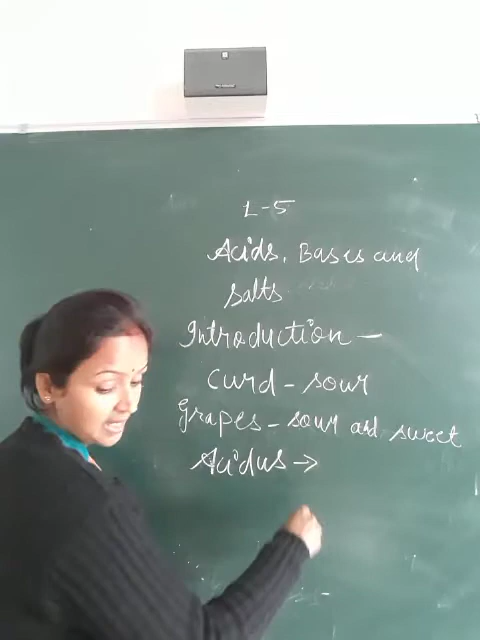 L-5
Acids, Bases and
Salts
Introduction -
Curd - sour
Grapes - sour and sweet
Acidus →